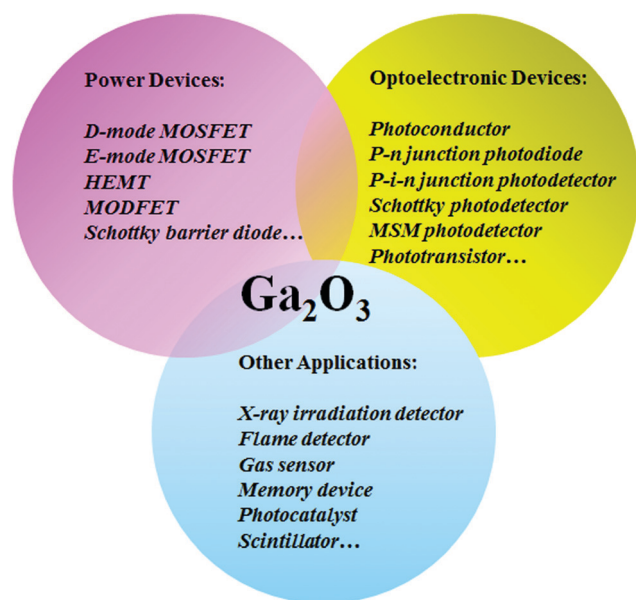 Power Devices:
D-mode MOSFET
E-mode MOSFET
HEMT
MODFET
Schottky barrier diode…
Optoelectronic Devices:
Photoconductor
P-n junction photodiode
P-i-n junction photodetector
Schottky photodetector
MSM photodetector
Phototransistor…
Ga₂O₃
Other Applications:
X-ray irradiation detector
Flame detector
Gas sensor
Memory device
Photocatalyst
Scintillator…